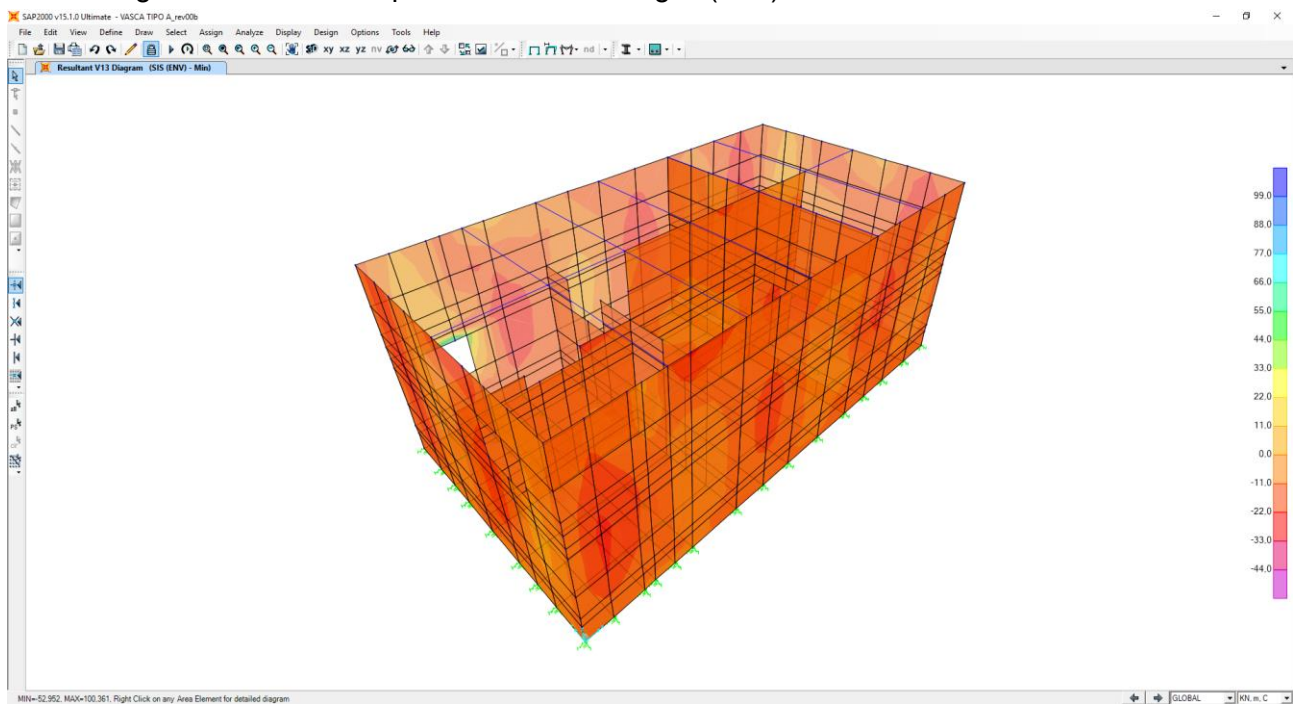 SAP2000 v15.1.0 Ultimate - VASCA TIPO A_rev00b
File Edit View Define Draw Select Assign Analyze Display Design Options Tools Help
xy xz yz nv nd
Resultant V13 Diagram (SIS (ENV) - Min)
99.0
88.0
77.0
66.0
55.0
44.0
33.0
22.0
11.0
0.0
-11.0
-22.0
-33.0
-44.0
MIN=-52.952, MAX=100.361, Right Click on any Area Element for detailed diagram
GLOBAL
KN, m, C